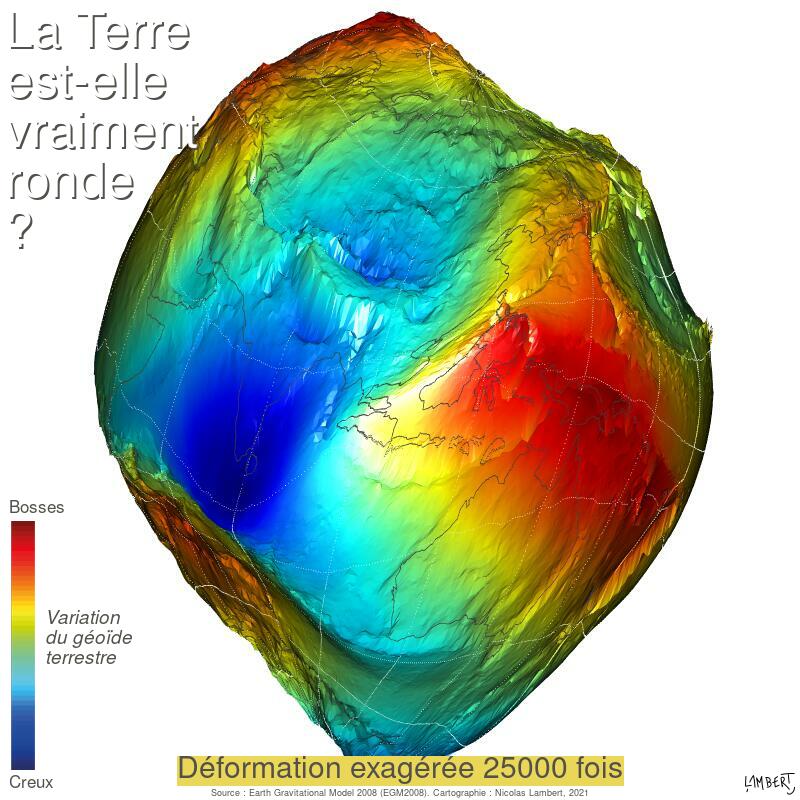 La Terre
est-elle
vraiment
ronde
?
Bosses
Variation
du géoïde
terrestre
Creux
Déformation exagérée 25000 fois
Source : Earth Gravitational Model 2008 (EGM2008). Cartographie : Nicolas Lambert, 2021
LAMBERT